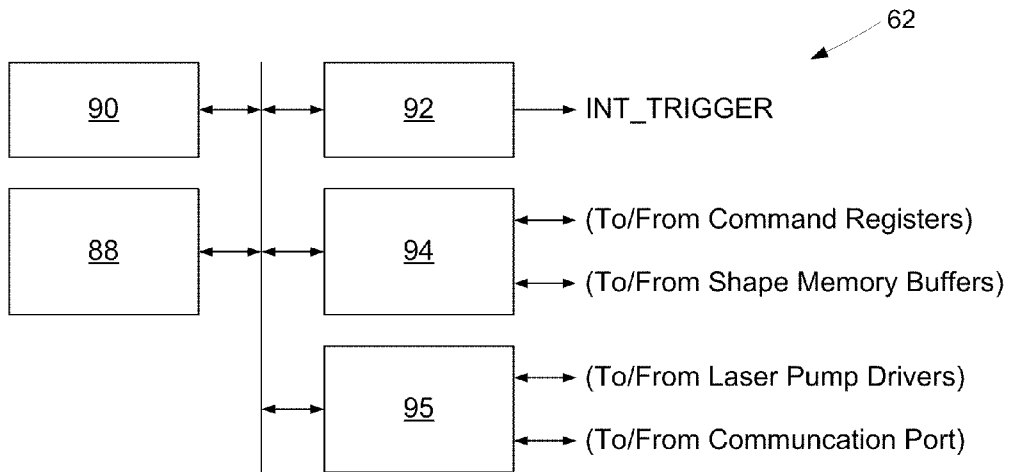 62
90
92
INT_TRIGGER
88
94
(To/From Command Registers)
(To/From Shape Memory Buffers)
95
(To/From Laser Pump Drivers)
(To/From Communcation Port)